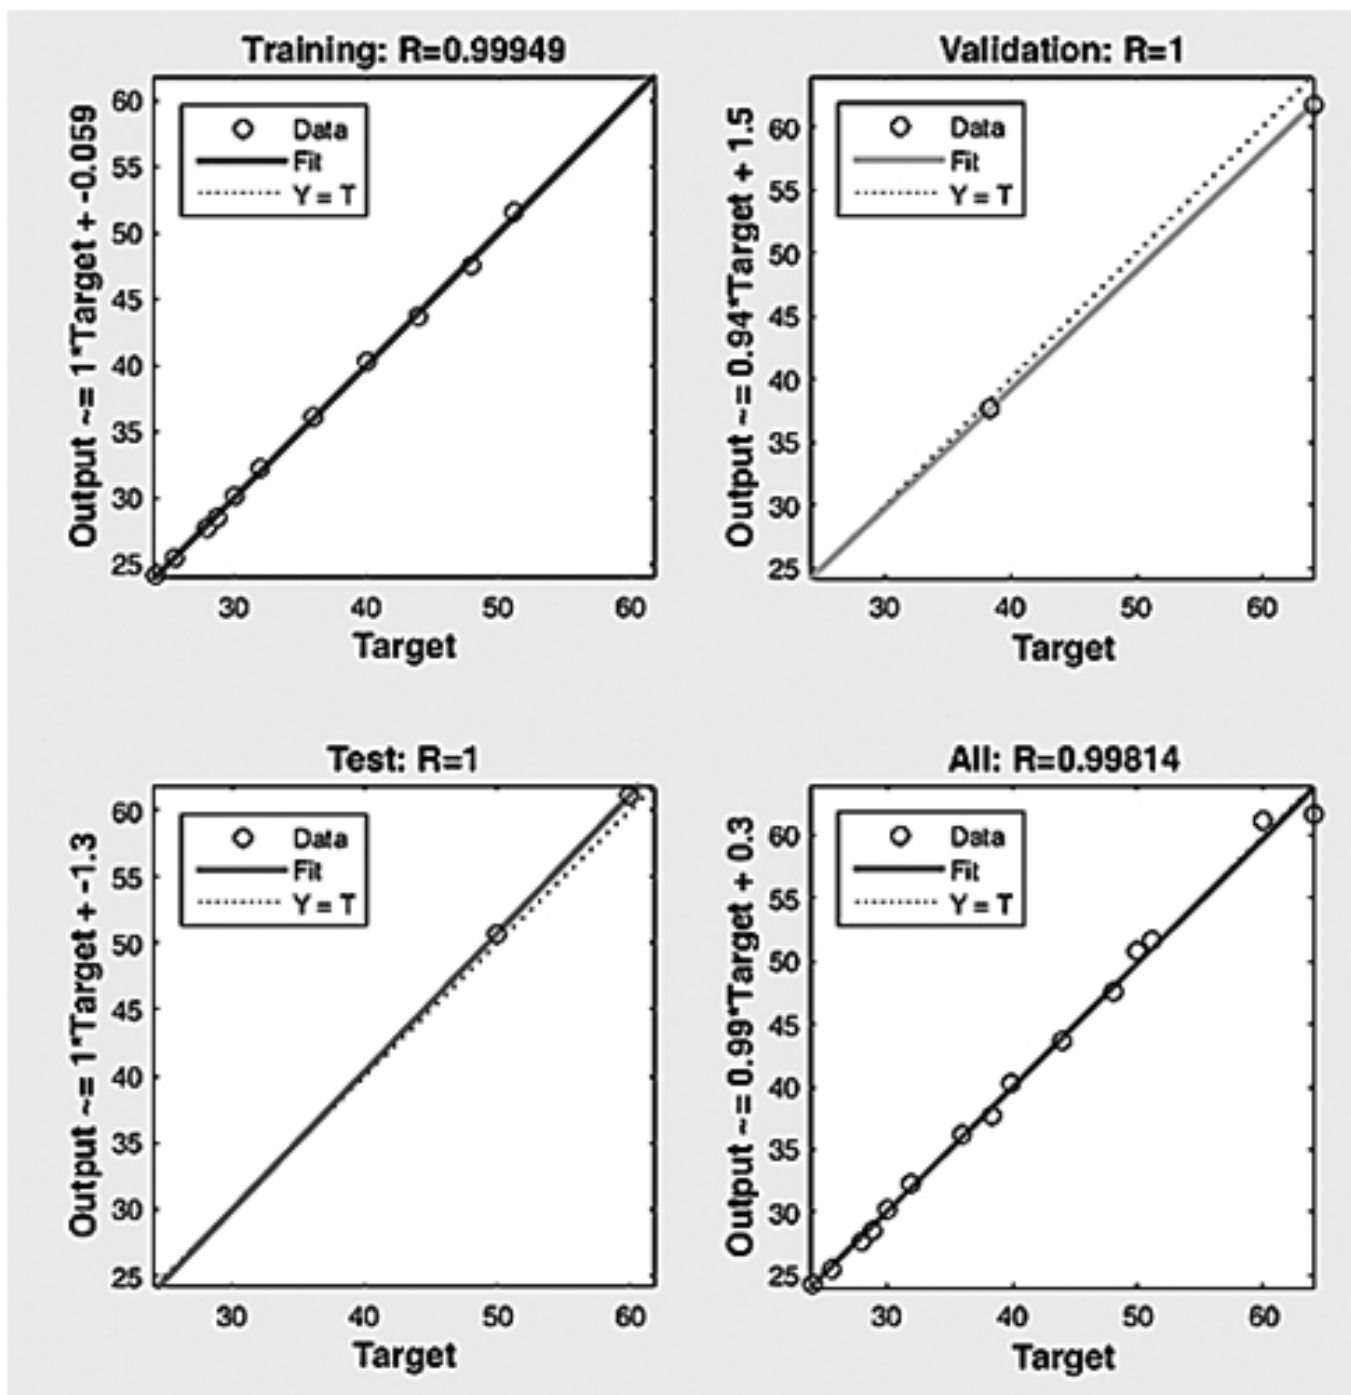 Training: R=0.99949
Output ~= 1*Target + -0.059
Data
Fit
Y = T
60
55
50
45
40
35
30
25
30 40 50 60
Target
Validation: R=1
Output ~= 0.94*Target + 1.5
Data
Fit
Y = T
60
55
50
45
40
35
30
25
30 40 50 60
Target
Test: R=1
Output ~= 1*Target + -1.3
Data
Fit
Y = T
60
55
50
45
40
35
30
25
30 40 50 60
Target
All: R=0.99814
Output ~= 0.99*Target + 0.3
Data
Fit
Y = T
60
55
50
45
40
35
30
25
30 40 50 60
Target